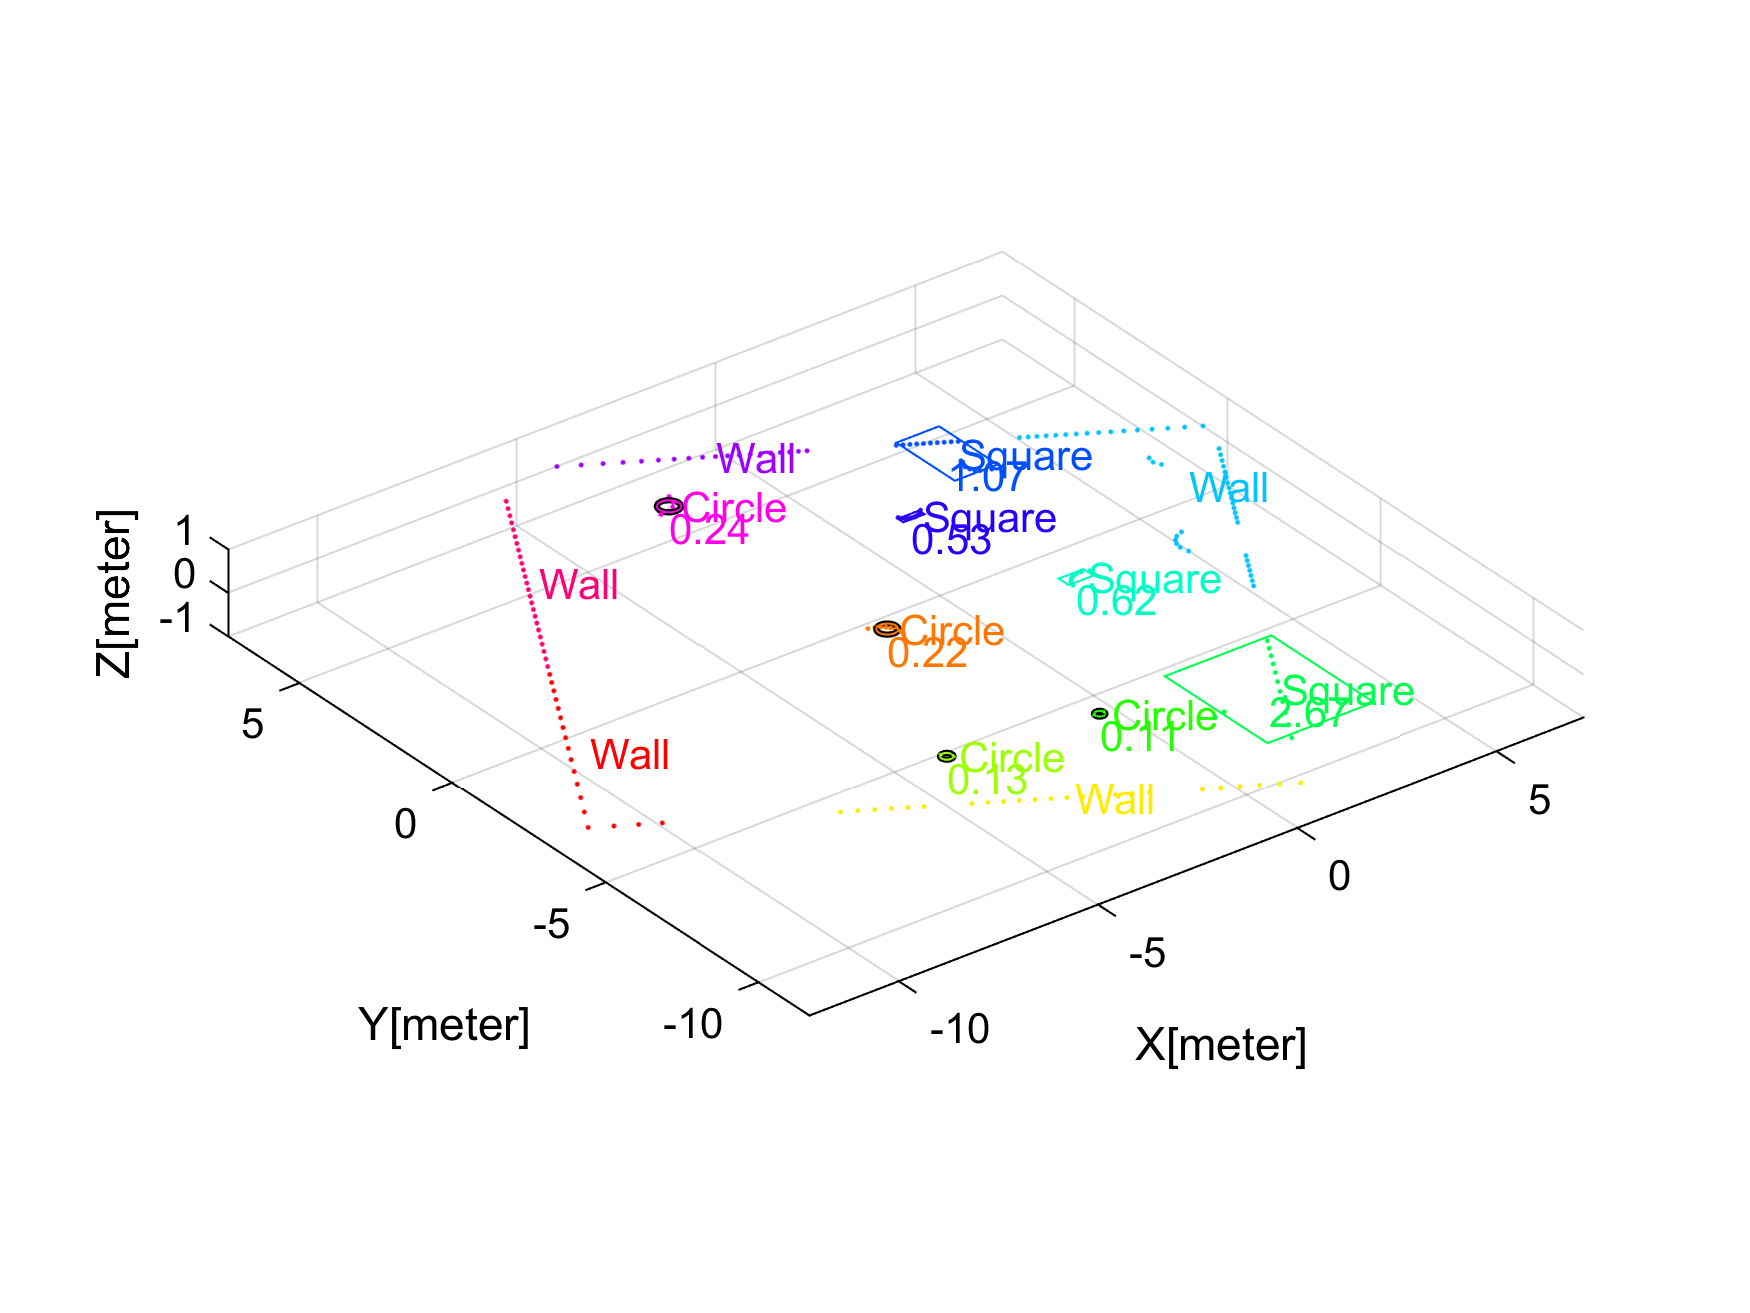 Wall
Square
1.07
Wall
Circle
0.24
Square
0.53
Wall
Square
0.62
Circle
0.22
Square
2.67
Circle
0.11
Wall
Circle
0.13
Wall
1
0
-1
Z[meter]
5
0
-5
-10
Y[meter]
5
0
-5
-10
X[meter]